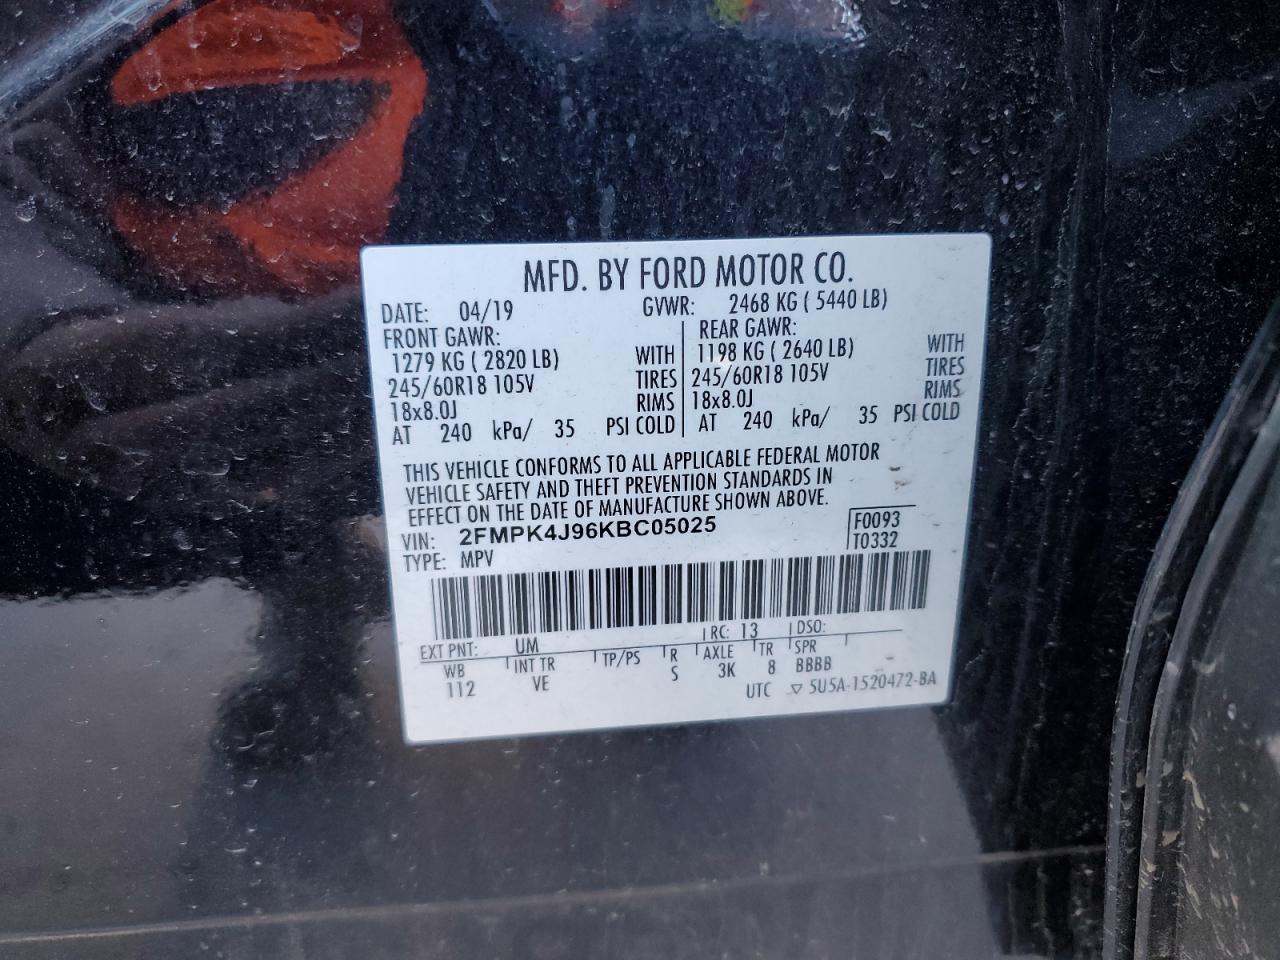 MFD. BY FORD MOTOR CO.
DATE: 04/19 GVWR: 2468 KG ( 5440 LB)
FRONT GAWR: REAR GAWR:
1279 KG ( 2820 LB) WITH 1198 KG ( 2640 LB) WITH
245/60R18 105V TIRES 245/60R18 105V TIRES
18x8.0J RIMS 18x8.0J RIMS
AT 240 kPa/ 35 PSI COLD AT 240 kPa/ 35 PSI COLD
THIS VEHICLE CONFORMS TO ALL APPLICABLE FEDERAL MOTOR
VEHICLE SAFETY AND THEFT PREVENTION STANDARDS IN
EFFECT ON THE DATE OF MANUFACTURE SHOWN ABOVE.
VIN: 2FMPK4J96KBC05025 F0093
TYPE: MPV T0332
EXT PNT: UM RC: 13 DSO:
WB INT TR TP/PS R AXLE TR SPR
112 VE S 3K 8 BBBB
UTC ▽ 5U5A-1520472-BA